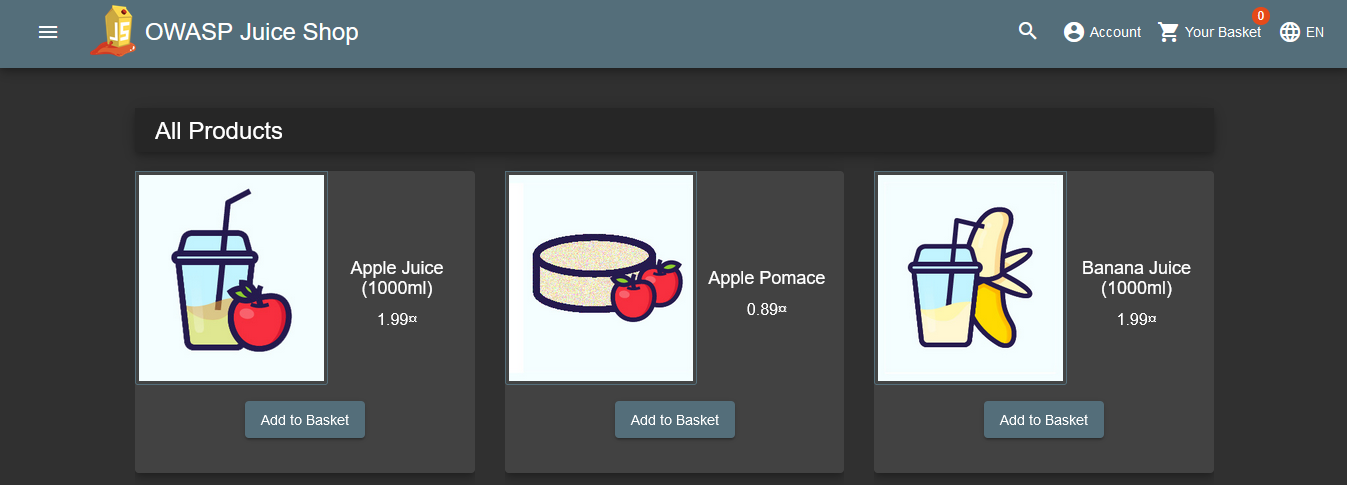 JS
OWASP Juice Shop
Account
0
Your Basket
EN
All Products
Apple Juice
(1000ml)
1.99¤
Add to Basket
Apple Pomace
0.89¤
Add to Basket
Banana Juice
(1000ml)
1.99¤
Add to Basket